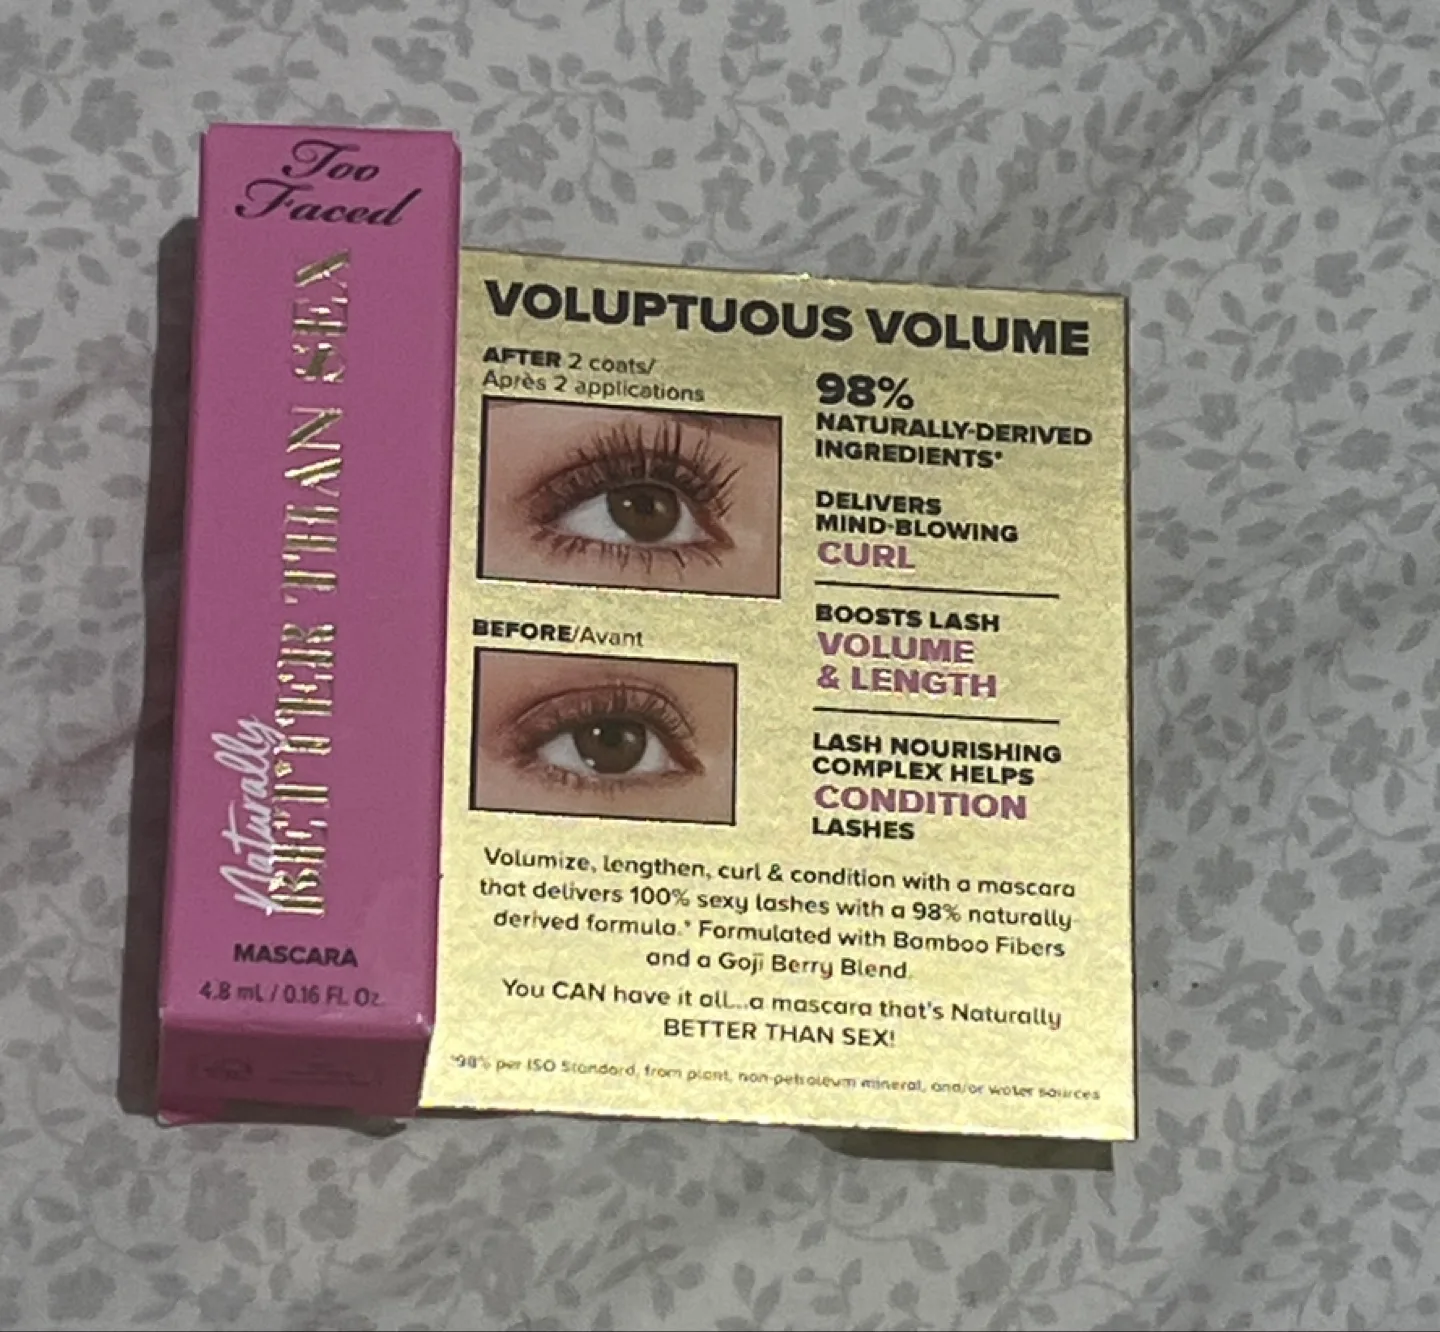 Too
Faced
Naturally
BETTER THAN SEX
MASCARA
4.8 mL / 0.16 FL. Oz.
VOLUPTUOUS VOLUME
AFTER 2 coats/
Après 2 applications
BEFORE/Avant
98%
NATURALLY-DERIVED
INGREDIENTS*
DELIVERS
MIND-BLOWING
CURL
BOOSTS LASH
VOLUME
& LENGTH
LASH NOURISHING
COMPLEX HELPS
CONDITION
LASHES
Volumize, lengthen, curl & condition with a mascara
that delivers 100% sexy lashes with a 98% naturally-
derived formula.* Formulated with Bamboo Fibers
and a Goji Berry Blend.
You CAN have it all...a mascara that's Naturally
BETTER THAN SEX!
*98% per ISO Standard, from plant, non-petroleum mineral, and/or water sources